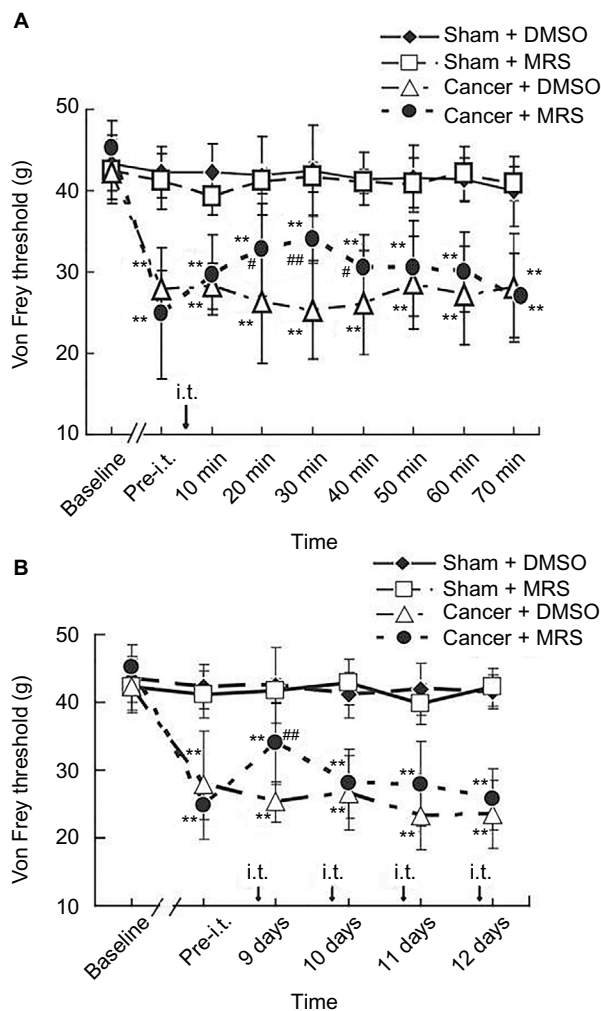 A
Sham + DMSO
Sham + MRS
Cancer + DMSO
Cancer + MRS
Von Frey threshold (g)
50
40
30
20
10
**
**
**
**
**
#
**
**
##
**
**
#
**
**
**
**
**
**
**
i.t.
Baseline
Pre-i.t.
10 min
20 min
30 min
40 min
50 min
60 min
70 min
Time
B
Sham + DMSO
Sham + MRS
Cancer + DMSO
Cancer + MRS
Von Frey threshold (g)
50
40
30
20
10
**
**
** ##
**
**
**
**
**
**
**
i.t. i.t. i.t. i.t.
Baseline
Pre-i.t.
9 days
10 days
11 days
12 days
Time